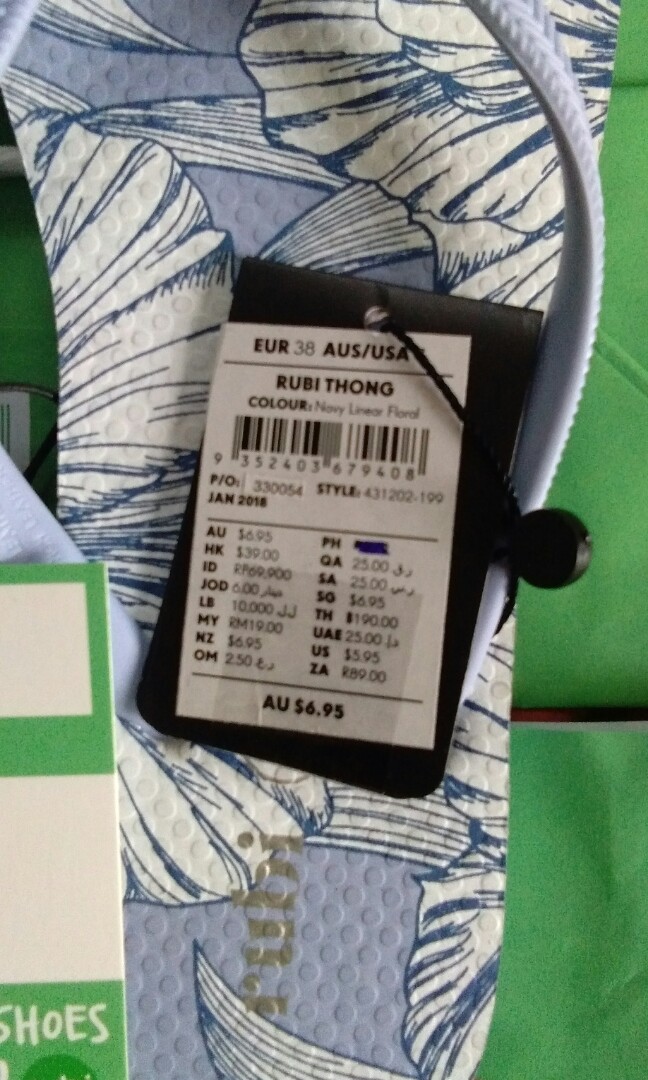 EUR 38 AUS/USA
RUBI THONG
COLOUR: Navy Linear Floral
9 352403 679408
P/O: 330054 STYLE: 431202-199
JAN 2018
AU $6.95
HK $39.00
ID RP69,900
JOD 6.00 دينار
LB 10,000 ل.ل
MY RM19.00
NZ $6.95
OM 2.50 ر.ع
PH
QA 25.00 ر.ق
SA 25.00 ر.س
SG $6.95
TH ฿190.00
UAE 25.00 د.إ
US $5.95
ZA R89.00
AU $6.95
rubi
SHOES